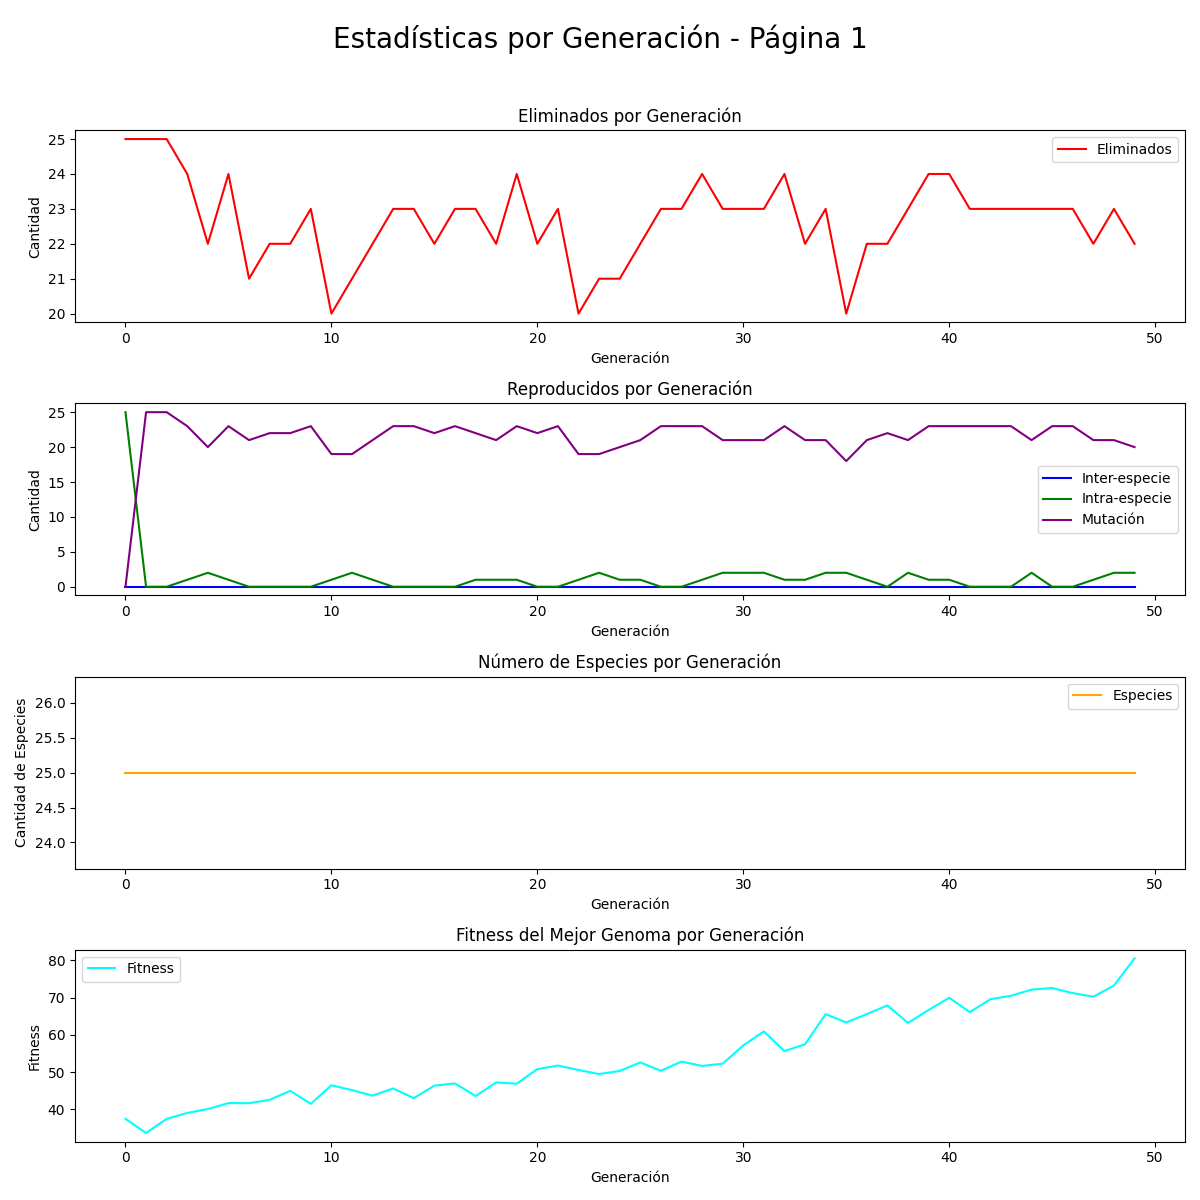 Estadísticas por Generación - Página 1
Eliminados por Generación
25
24
23
22
21
20
Cantidad
Eliminados
0 10 20 30 40 50
Generación
Reproducidos por Generación
25
20
15
10
5
0
Cantidad
Inter-especie
Intra-especie
Mutación
0 10 20 30 40 50
Generación
Número de Especies por Generación
26.0
25.5
25.0
24.5
24.0
Cantidad de Especies
Especies
0 10 20 30 40 50
Generación
Fitness del Mejor Genoma por Generación
80
70
60
50
40
Fitness
Fitness
0 10 20 30 40 50
Generación